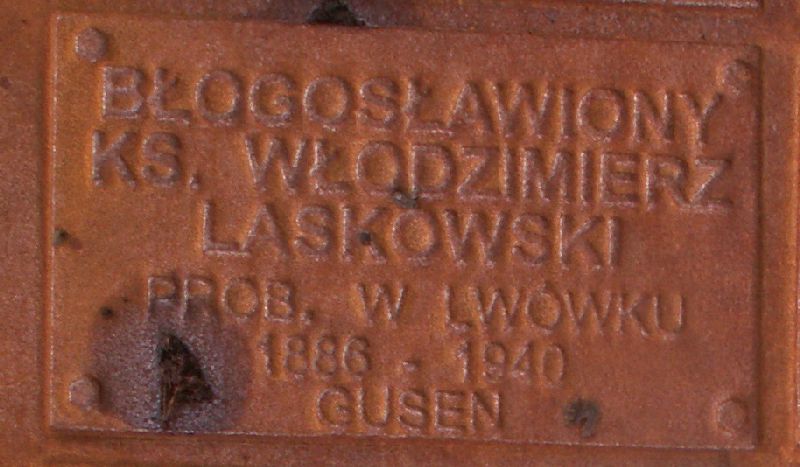 BŁOGOSŁAWIONY
KS. WŁODZIMIERZ
LASKOWSKI
PROB. W LWÓWKU
1886 - 1940
GUSEN